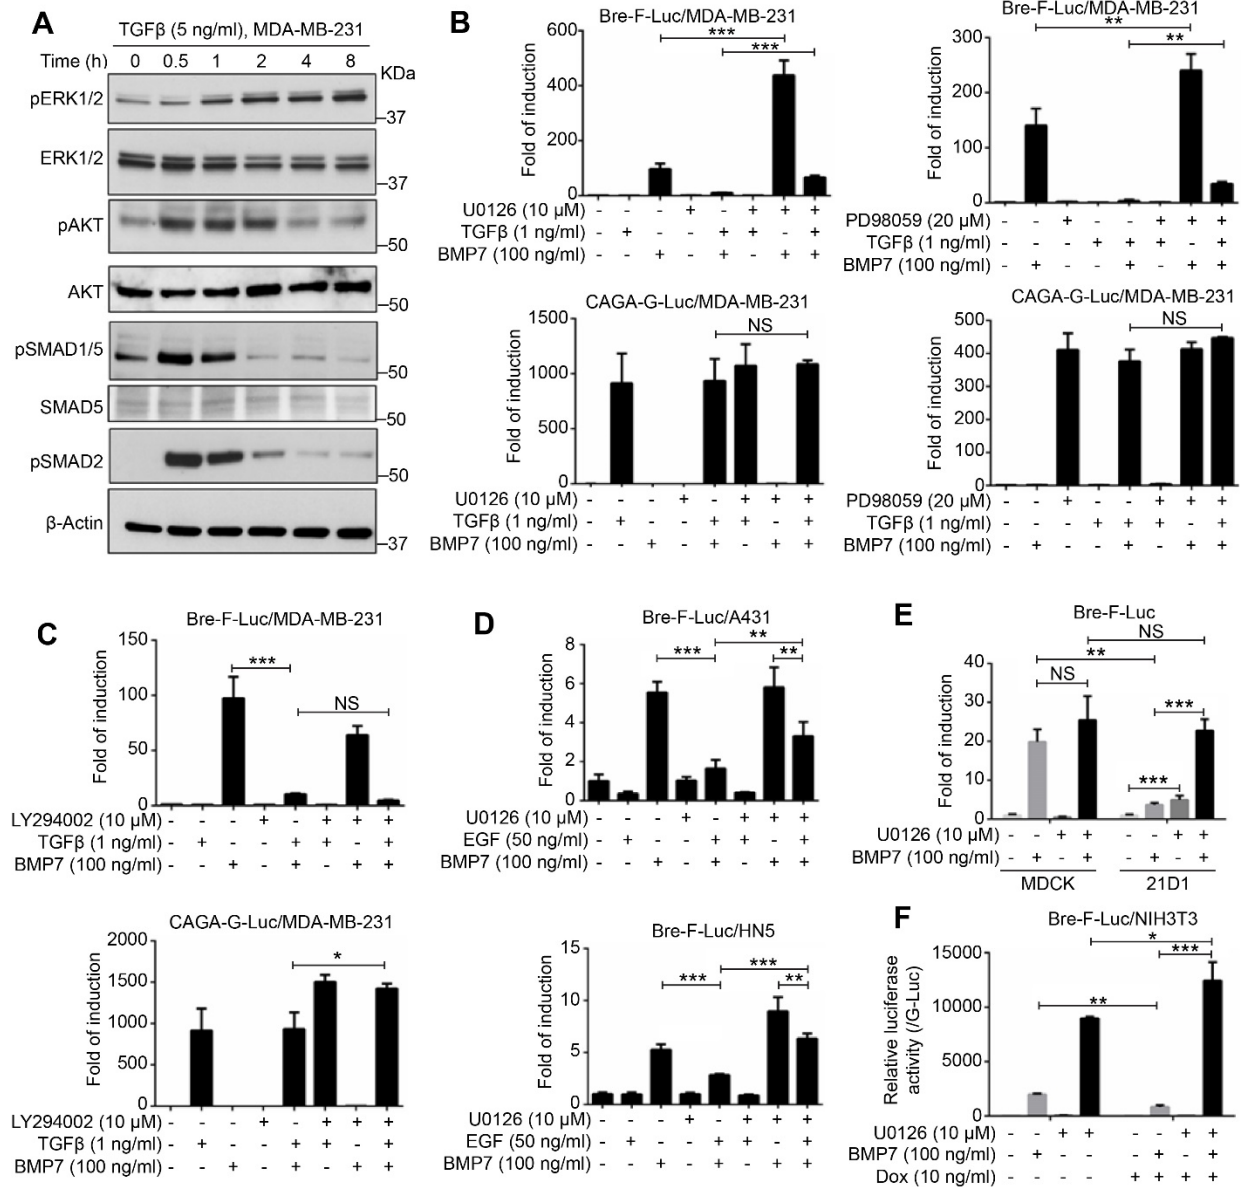 A
TGFβ (5 ng/ml), MDA-MB-231
Time (h) 0 0.5 1 2 4 8
KDa
pERK1/2
–37
ERK1/2
–37
pAKT
–50
AKT
–50
pSMAD1/5
–50
SMAD5
–50
pSMAD2
–50
β-Actin
–37
B
Bre-F-Luc/MDA-MB-231
Fold of induction
600
400
200
0
***
***
U0126 (10 µM) - - - + - + + +
TGFβ (1 ng/ml) - + - - + + - +
BMP7 (100 ng/ml) - - + - + - + +
Bre-F-Luc/MDA-MB-231
Fold of induction
300
200
100
0
**
**
PD98059 (20 µM) - - + - - + + +
TGFβ (1 ng/ml) - - - + + + - +
BMP7 (100 ng/ml) - + - - + - + +
CAGA-G-Luc/MDA-MB-231
Fold of induction
1500
1000
500
0
NS
U0126 (10 µM) - - - + - + + +
TGFβ (1 ng/ml) - + - - + + - +
BMP7 (100 ng/ml) - - + - + - + +
CAGA-G-Luc/MDA-MB-231
Fold of induction
500
400
300
200
100
0
NS
PD98059 (20 µM) - - + - - + + +
TGFβ (1 ng/ml) - - - + + + - +
BMP7 (100 ng/ml) - + - - + - + +
C
Bre-F-Luc/MDA-MB-231
Fold of induction
150
100
50
0
***
NS
LY294002 (10 µM) - - - + - + + +
TGFβ (1 ng/ml) - + - - + + - +
BMP7 (100 ng/ml) - - + - + - + +
CAGA-G-Luc/MDA-MB-231
Fold of induction
2000
1500
1000
500
0
*
LY294002 (10 µM) - - - + - + + +
TGFβ (1 ng/ml) - + - - + + - +
BMP7 (100 ng/ml) - - + - + - + +
D
Bre-F-Luc/A431
Fold of induction
8
6
4
2
0
***
**
**
U0126 (10 µM) - - - + - + + +
EGF (50 ng/ml) - + - - + + - +
BMP7 (100 ng/ml) - - + - + - + +
Bre-F-Luc/HN5
Fold of induction
15
10
5
0
***
***
**
U0126 (10 µM) - - - + - + + +
EGF (50 ng/ml) - + - - + + - +
BMP7 (100 ng/ml) - - + - + - + +
E
Bre-F-Luc
Fold of induction
40
30
20
10
0
NS
**
NS
***
***
U0126 (10 µM) - - + + - - + +
BMP7 (100 ng/ml) - + - + - + - +
MDCK 21D1
F
Bre-F-Luc/NIH3T3
Relative luciferase
activity (/G-Luc)
15000
10000
5000
0
*
***
**
U0126 (10 µM) - - + + - - + +
BMP7 (100 ng/ml) - + - + - + - +
Dox (10 ng/ml) - - - - + + + +